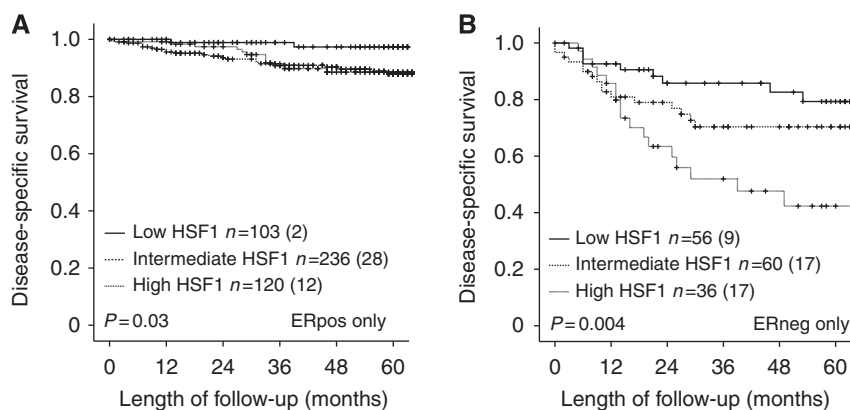 A
Disease-specific survival
1.0
0.8
0.6
0.4
0.2
0
Low HSF1 n=103 (2)
Intermediate HSF1 n=236 (28)
High HSF1 n=120 (12)
P=0.03 ERpos only
0 12 24 36 48 60
Length of follow-up (months)
B
Disease-specific survival
1.0
0.8
0.6
0.4
0.2
0
Low HSF1 n=56 (9)
Intermediate HSF1 n=60 (17)
High HSF1 n=36 (17)
P=0.004 ERneg only
0 12 24 36 48 60
Length of follow-up (months)